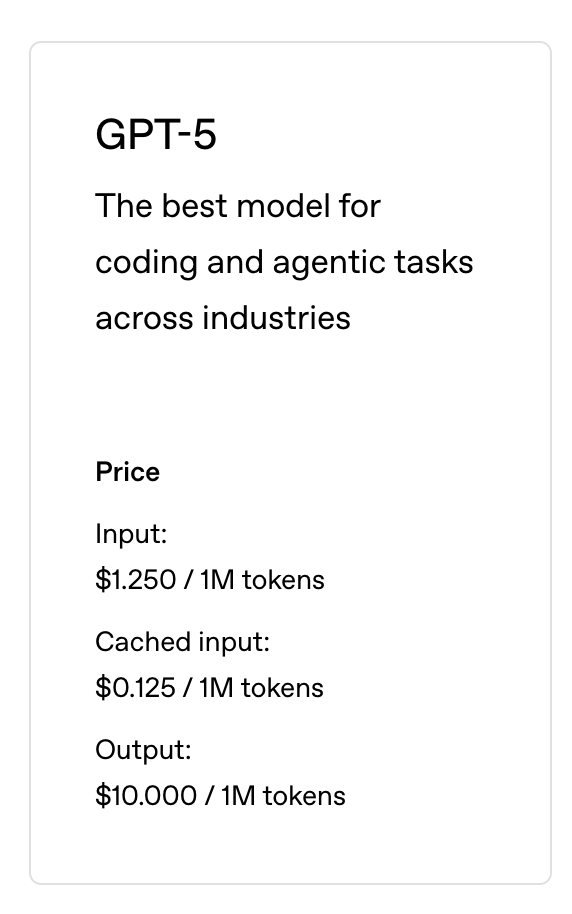 GPT-5
The best model for
coding and agentic tasks
across industries
Price
Input:
$1.250 / 1M tokens
Cached input:
$0.125 / 1M tokens
Output:
$10.000 / 1M tokens